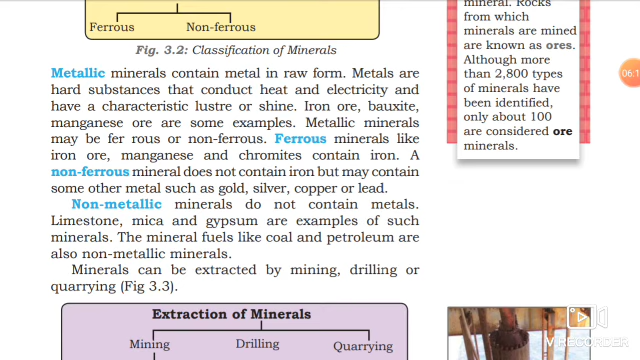 Ferrous Non-ferrous
Fig. 3.2: Classification of Minerals
Metallic minerals contain metal in raw form. Metals are
hard substances that conduct heat and electricity and
have a characteristic lustre or shine. Iron ore, bauxite,
manganese ore are some examples. Metallic minerals
may be fer rous or non-ferrous. Ferrous minerals like
iron ore, manganese and chromites contain iron. A
non-ferrous mineral does not contain iron but may contain
some other metal such as gold, silver, copper or lead.
Non-metallic minerals do not contain metals.
Limestone, mica and gypsum are examples of such
minerals. The mineral fuels like coal and petroleum are
also non-metallic minerals.
Minerals can be extracted by mining, drilling or
quarrying (Fig 3.3).
Extraction of Minerals
Mining Drilling Quarrying
mineral. Rocks
from which
minerals are mined
are known as ores.
Although more
than 2,800 types
of minerals have
been identified,
only about 100
are considered ore
minerals.
06:1
V RECORDER